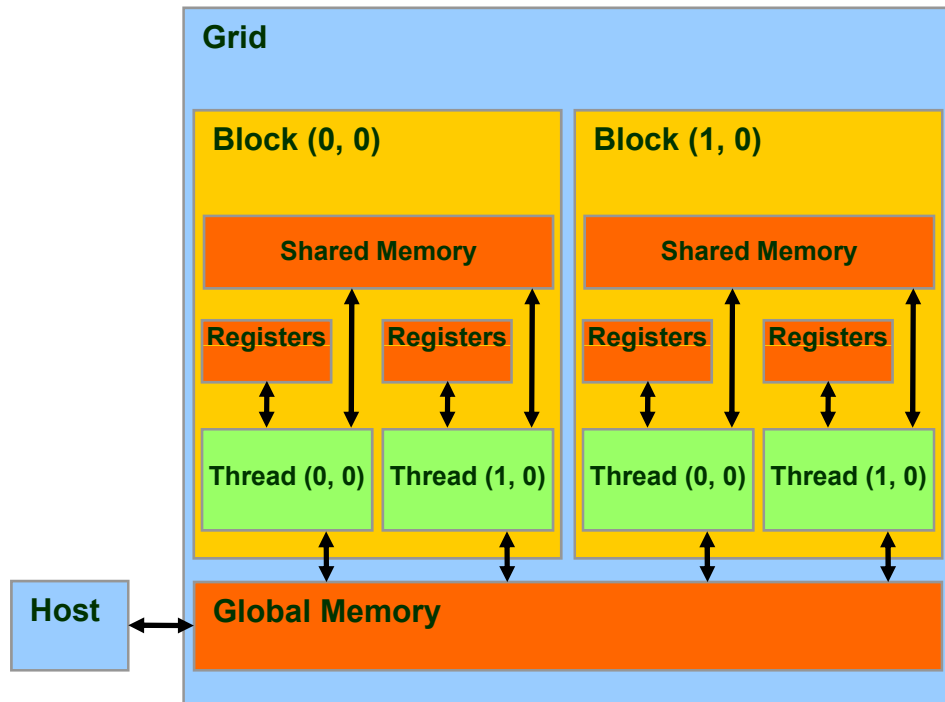 Grid
Block (0, 0)
Block (1, 0)
Shared Memory
Shared Memory
Registers
Registers
Registers
Registers
Thread (0, 0)
Thread (1, 0)
Thread (0, 0)
Thread (1, 0)
Host
Global Memory